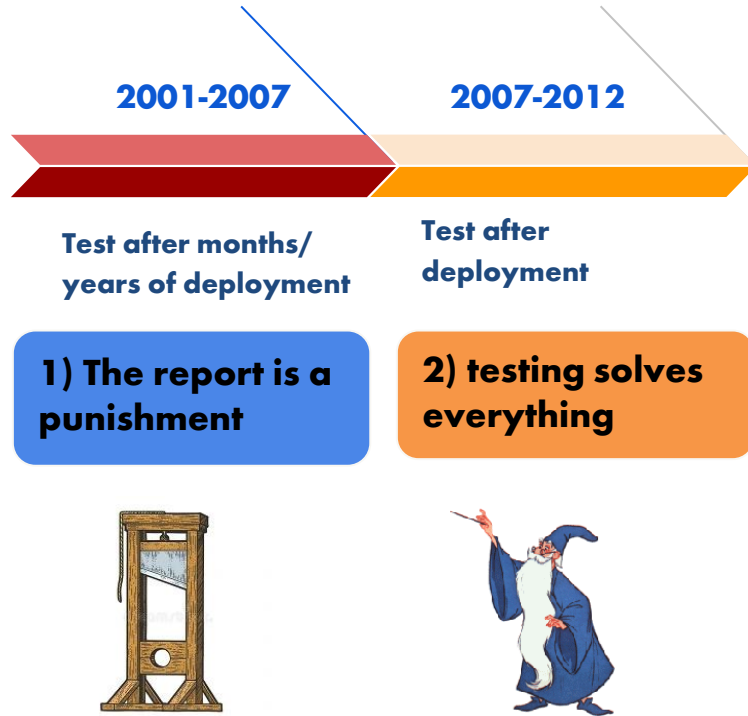 2001-2007
2007-2012
Test after months/
years of deployment
Test after
deployment
1) The report is a
punishment
2) testing solves
everything